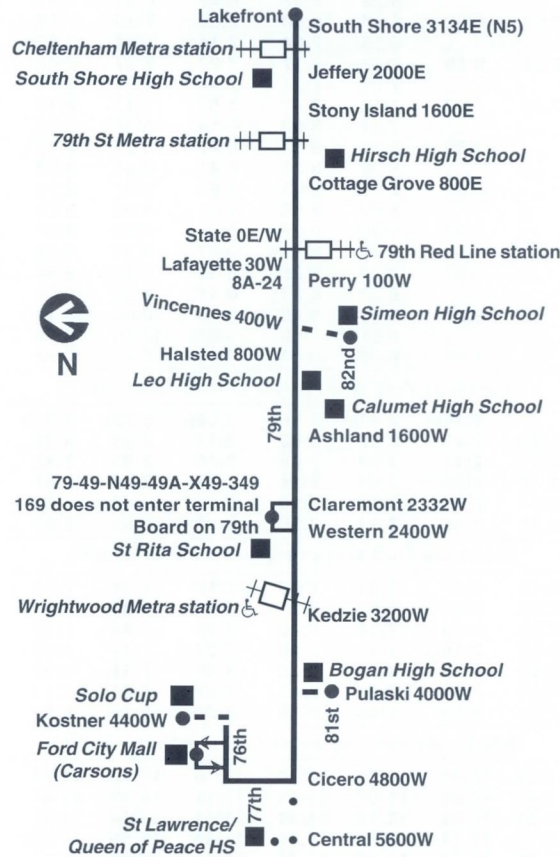 Lakefront
South Shore 3134E (N5)
Cheltenham Metra station
South Shore High School
Jeffery 2000E
Stony Island 1600E
79th St Metra station
Hirsch High School
Cottage Grove 800E
State 0E/W
79th Red Line station
Lafayette 30W
8A-24
Perry 100W
Vincennes 400W
Simeon High School
82nd
N
Halsted 800W
Leo High School
Calumet High School
79th
Ashland 1600W
79-49-N49-49A-X49-349
169 does not enter terminal
Board on 79th
Claremont 2332W
Western 2400W
St Rita School
Wrightwood Metra station
Kedzie 3200W
Bogan High School
Solo Cup
Pulaski 4000W
81st
Kostner 4400W
76th
Ford City Mall
(Carsons)
Cicero 4800W
77th
St Lawrence/
Queen of Peace HS
Central 5600W